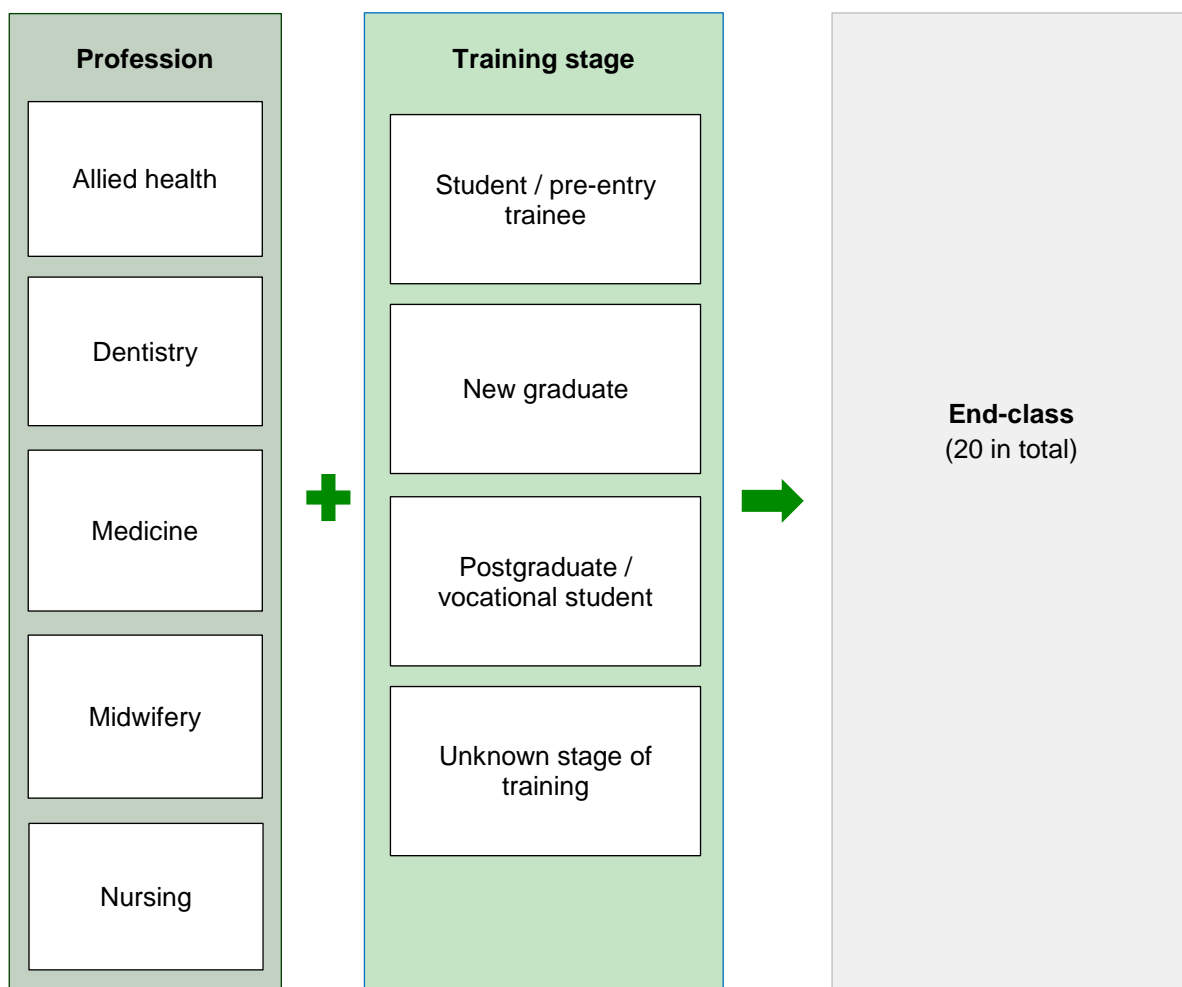 Profession
Allied health
Dentistry
Medicine
Midwifery
Nursing
Training stage
Student / pre-entry
trainee
New graduate
Postgraduate /
vocational student
Unknown stage of
training
End-class
(20 in total)